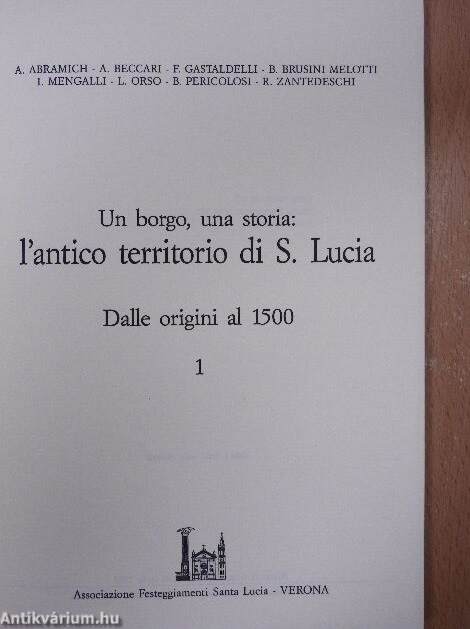 A. ABRAMICH - A. BECCARI - F. GASTALDELLI - B. BRUSINI MELOTTI
I. MENGALLI - L. ORSO - B. PERICOLOSI - R. ZANTEDESCHI
Un borgo, una storia:
l'antico territorio di S. Lucia
Dalle origini al 1500
1
Associazione Festeggiamenti Santa Lucia - VERONA
Antikvárium.hu